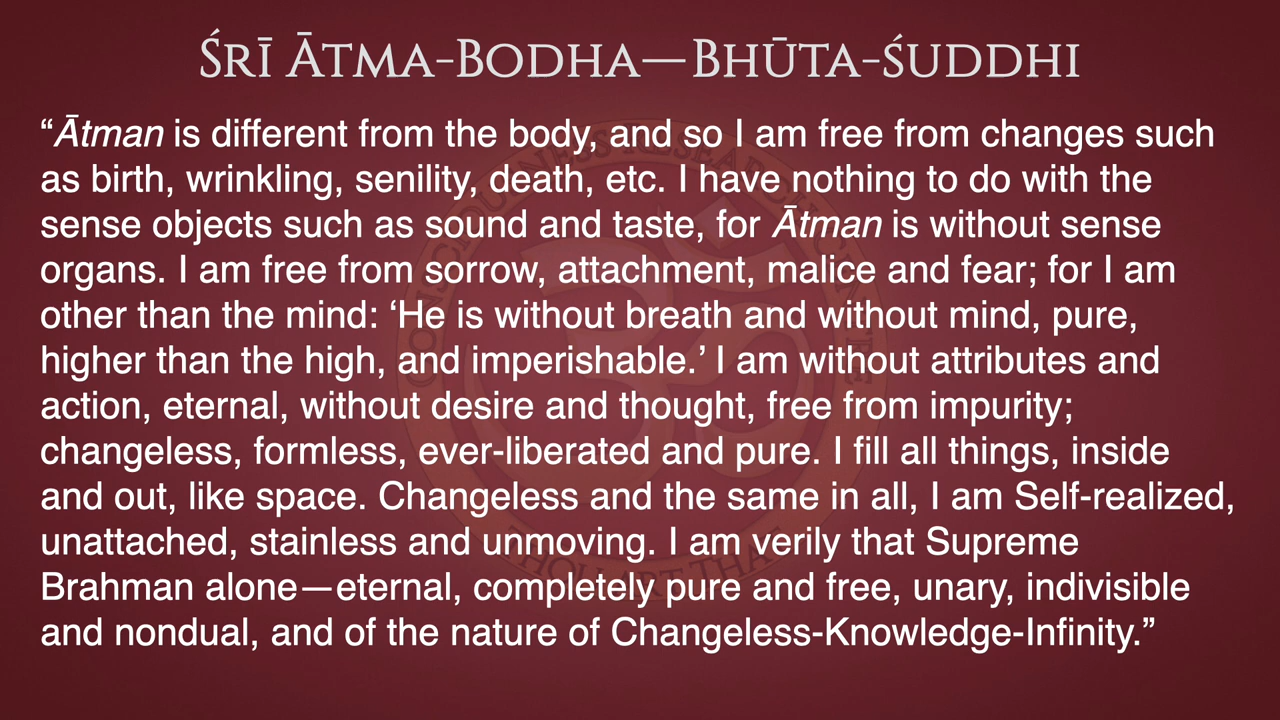 ŚRĪ ĀTMA-BODHA—BHŪTA-ŚUDDHI
“Ātman is different from the body, and so I am free from changes such
as birth, wrinkling, senility, death, etc. I have nothing to do with the
sense objects such as sound and taste, for Ātman is without sense
organs. I am free from sorrow, attachment, malice and fear; for I am
other than the mind: ‘He is without breath and without mind, pure,
higher than the high, and imperishable.’ I am without attributes and
action, eternal, without desire and thought, free from impurity;
changeless, formless, ever-liberated and pure. I fill all things, inside
and out, like space. Changeless and the same in all, I am Self-realized,
unattached, stainless and unmoving. I am verily that Supreme
Brahman alone—eternal, completely pure and free, unary, indivisible
and nondual, and of the nature of Changeless-Knowledge-Infinity.”
CONSCIOUSNESS RESEARCH
THOU ART THAT